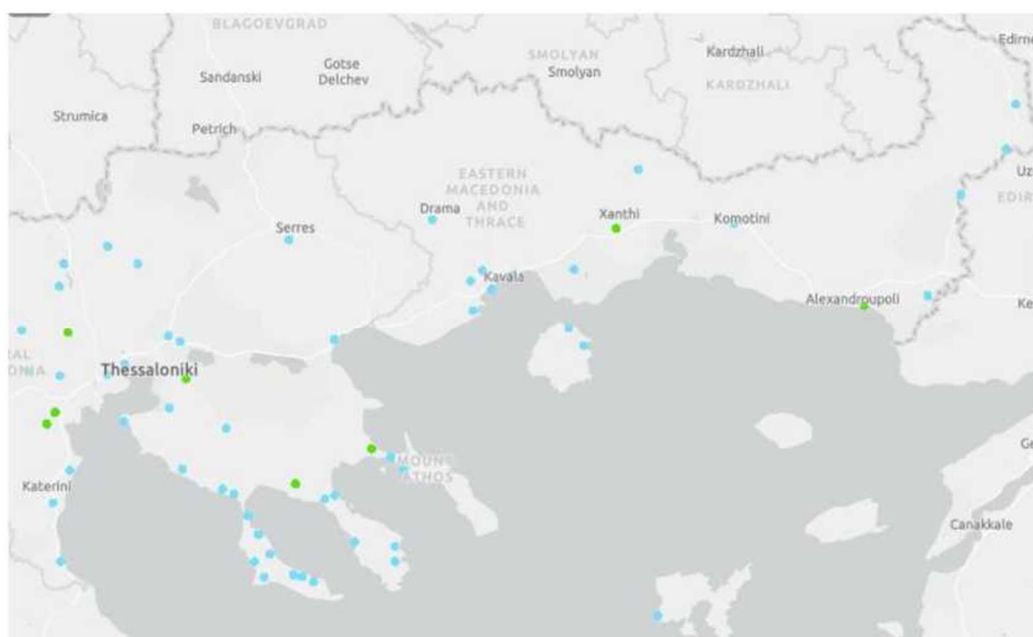 BLAGOEVGRAD
Edirne
SMOLYAN
Kardzhali
Gotse
Delchev
Sandanski
Smolyan
KARDZHALI
Strumica
Petrich
EASTERN
MACEDONIA
AND
THRACE
Drama
Xanthi
Komotini
Serres
Kavala
Alexandroupoli
Thessaloniki
MOUNT
ATHOS
Katerini
Canakkale